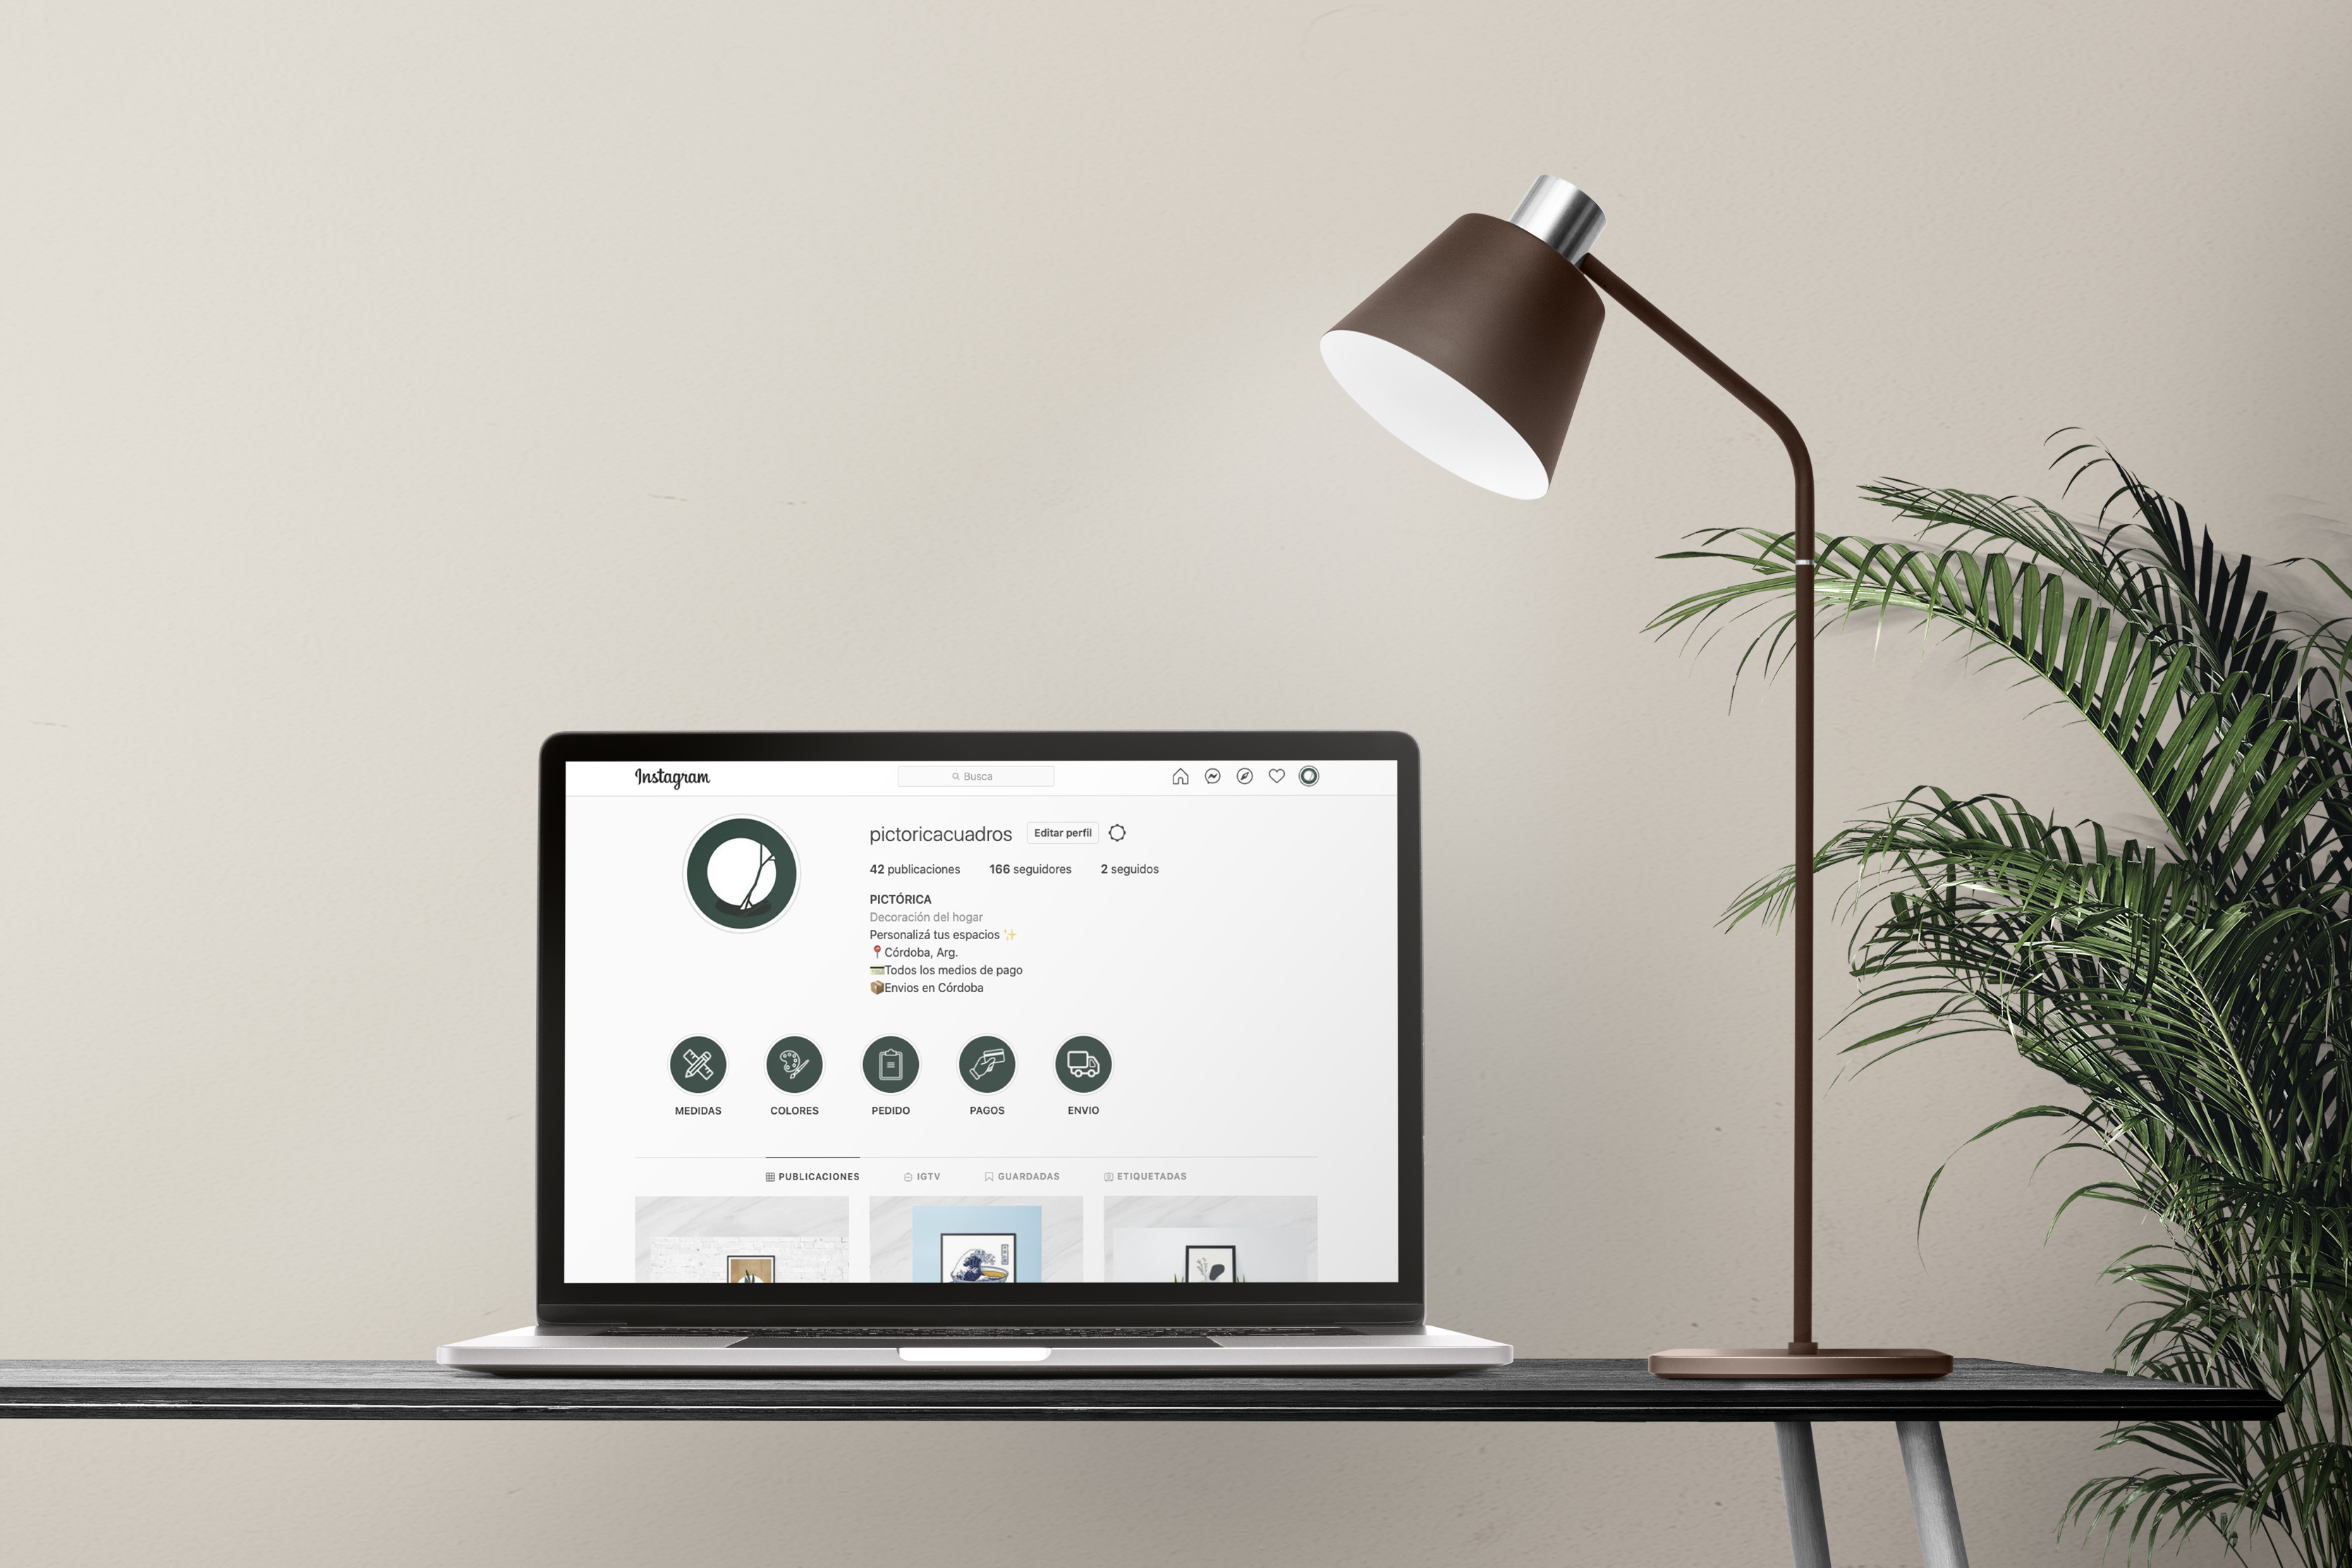 Instagram
Busca
pictoricacuadros Editar perfil
42 publicaciones 166 seguidores 2 seguidos
PICTÓRICA
Decoración del hogar
Personalizá tus espacios ✨
📍Córdoba, Arg.
💳Todos los medios de pago
📦Envios en Córdoba
MEDIDAS COLORES PEDIDO PAGOS ENVIO
PUBLICACIONES IGTV GUARDADAS ETIQUETADAS